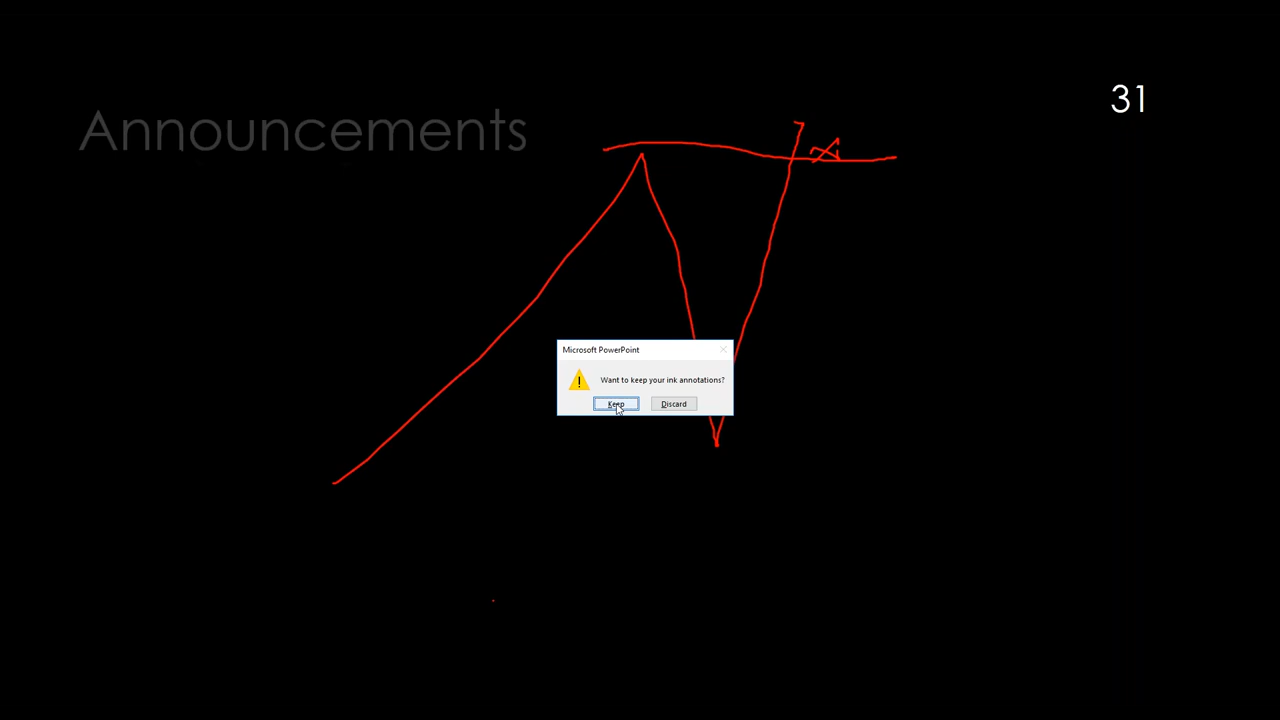 Announcements
31
Microsoft PowerPoint
Want to keep your ink annotations?
Keep
Discard